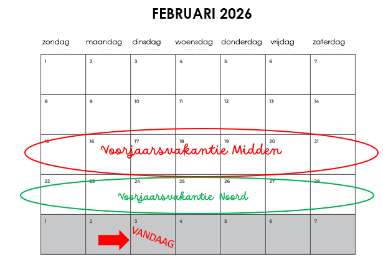 FEBRUARI 2026
zondag maandag dinsdag woensdag donderdag vrijdag zaterdag
1 2 3 4 5 6 7
8 9 10 11 12 13 14
15 16 17 18 19 20 21
Voorjaarsvakantie Midden
22 23 24 25 26 27 28
Voorjaarsvakantie Noord
1 2 3 4 5 6 7
VANDAAG